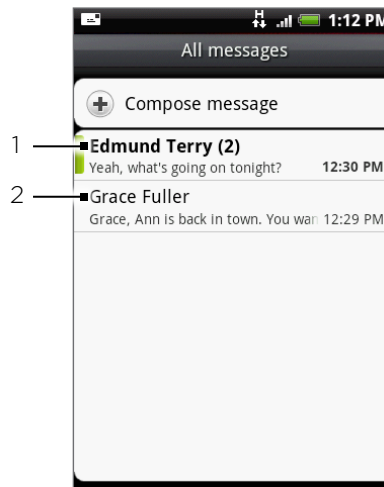 H
1:12 PM
All messages
Compose message
1
Edmund Terry (2)
Yeah, what's going on tonight? 12:30 PM
2
Grace Fuller
Grace, Ann is back in town. You wan 12:29 PM